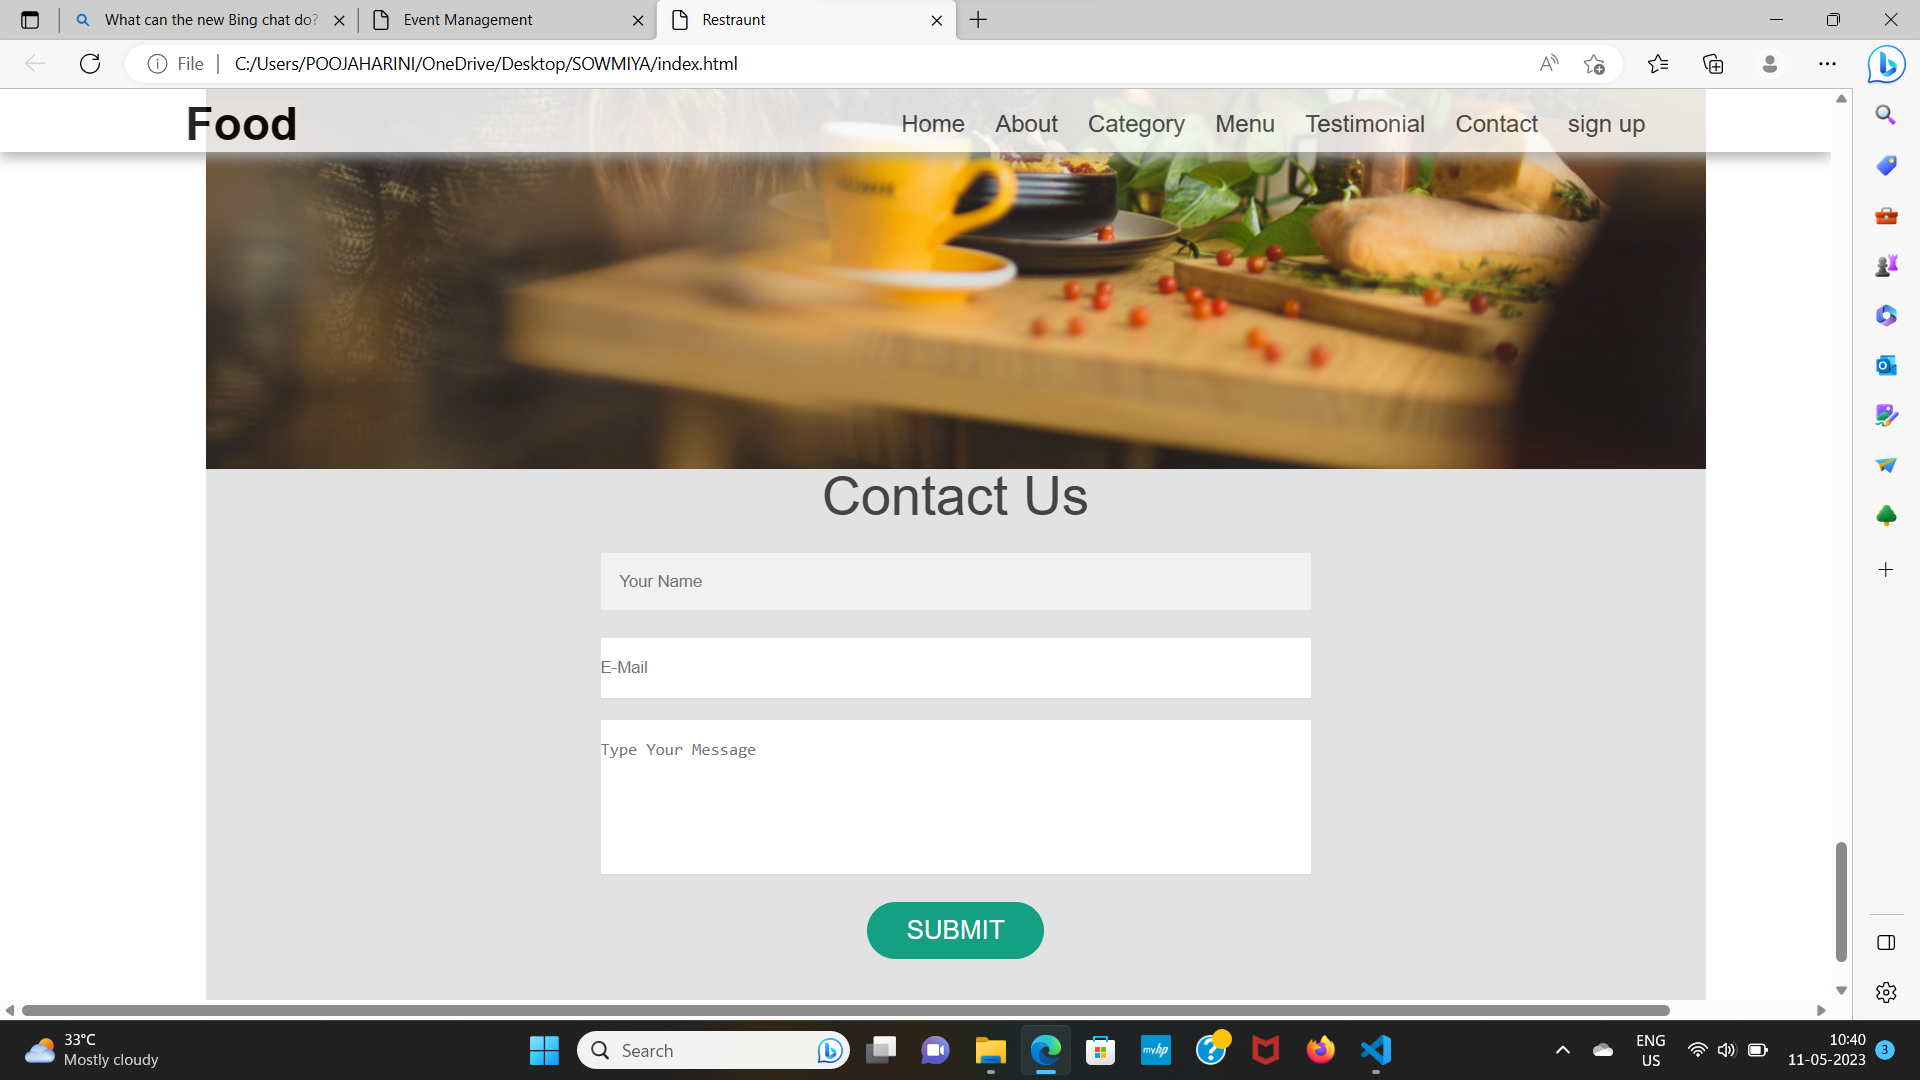 What can the new Bing chat do?
Event Management
Restraunt
File
C:/Users/POOJAHARINI/OneDrive/Desktop/SOWMIYA/index.html
Food
Home About Category Menu Testimonial Contact sign up
Contact Us
Your Name
E-Mail
Type Your Message
SUBMIT
33°C
Mostly cloudy
Search
myhp
ENG
US
10:40
11-05-2023
3